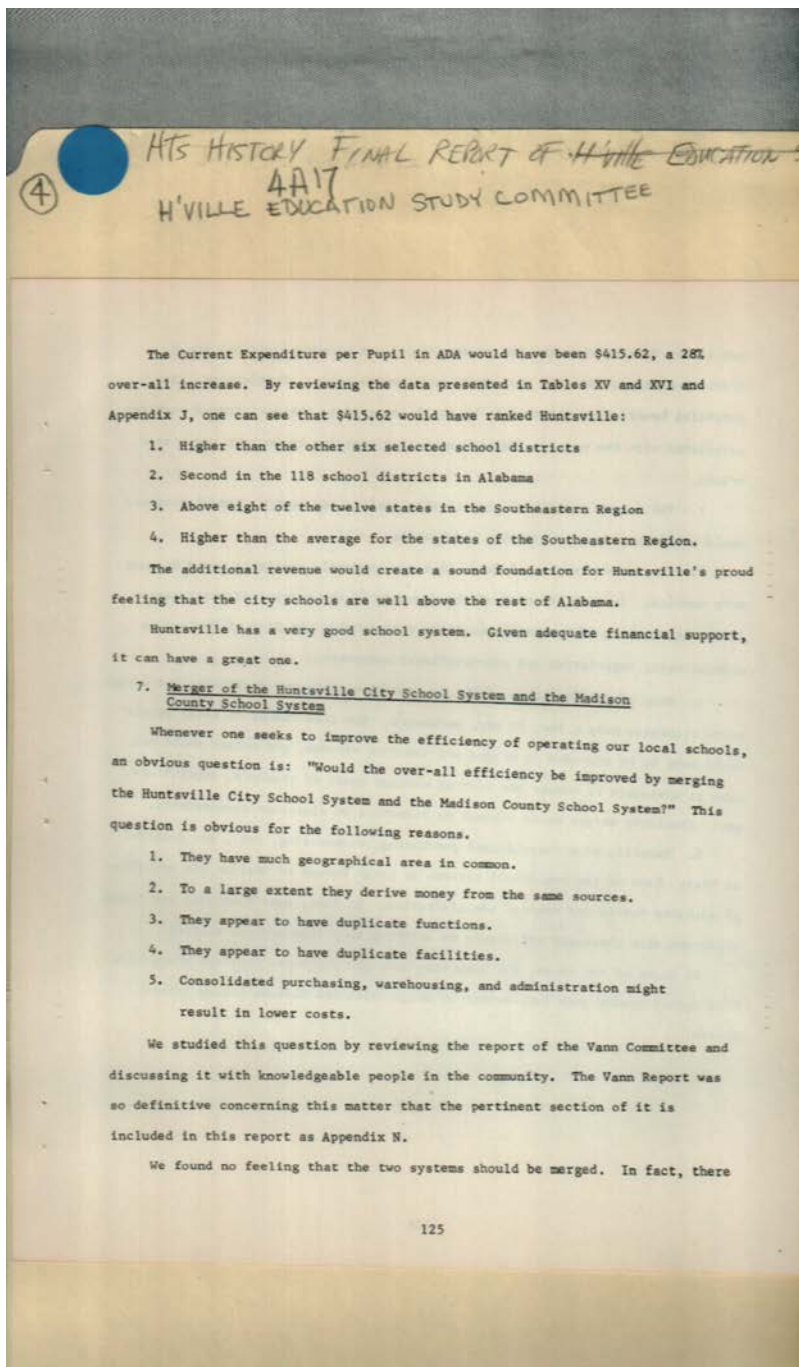 HTS HISTORY FINAL REPORT OF H'ville EDUCATION
4
4A17
H'VILLE EDUCATION STUDY COMMITTEE
The Current Expenditure per Pupil in ADA would have been $415.62, a 28%
over-all increase. By reviewing the data presented in Tables XV and XVI and
Appendix J, one can see that $415.62 would have ranked Huntsville:
1. Higher than the other six selected school districts
2. Second in the 118 school districts in Alabama
3. Above eight of the twelve states in the Southeastern Region
4. Higher than the average for the states of the Southeastern Region.
The additional revenue would create a sound foundation for Huntsville's proud
feeling that the city schools are well above the rest of Alabama.
Huntsville has a very good school system. Given adequate financial support,
it can have a great one.
7. Merger of the Huntsville City School System and the Madison
County School System
Whenever one seeks to improve the efficiency of operating our local schools,
an obvious question is: "Would the over-all efficiency be improved by merging
the Huntsville City School System and the Madison County School System?" This
question is obvious for the following reasons.
1. They have much geographical area in common.
2. To a large extent they derive money from the same sources.
3. They appear to have duplicate functions.
4. They appear to have duplicate facilities.
5. Consolidated purchasing, warehousing, and administration might
result in lower costs.
We studied this question by reviewing the report of the Vann Committee and
discussing it with knowledgeable people in the community. The Vann Report was
so definitive concerning this matter that the pertinent section of it is
included in this report as Appendix N.
We found no feeling that the two systems should be merged. In fact, there
125